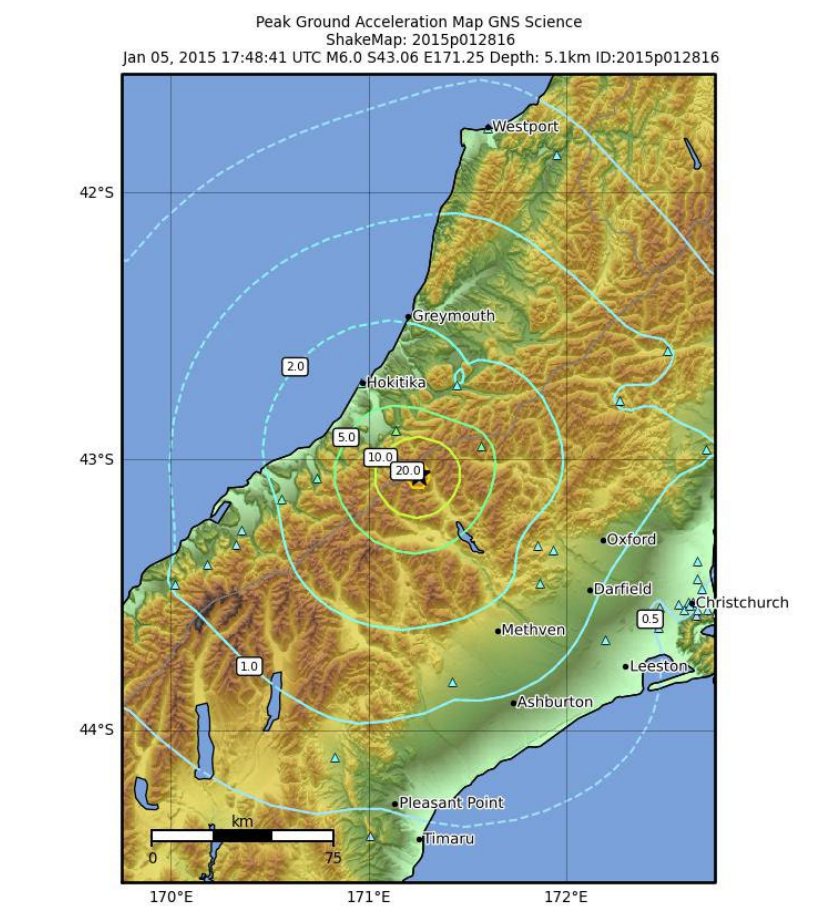 Peak Ground Acceleration Map GNS Science
ShakeMap: 2015p012816
Jan 05, 2015 17:48:41 UTC M6.0 S43.06 E171.25 Depth: 5.1km ID:2015p012816
Westport
42°S
Greymouth
2.0
Hokitika
5.0
43°S
10.0
20.0
Oxford
Darfield
Christchurch
0.5
Methven
1.0
Leeston
Ashburton
44°S
Pleasant Point
km
Timaru
0 75
170°E 171°E 172°E